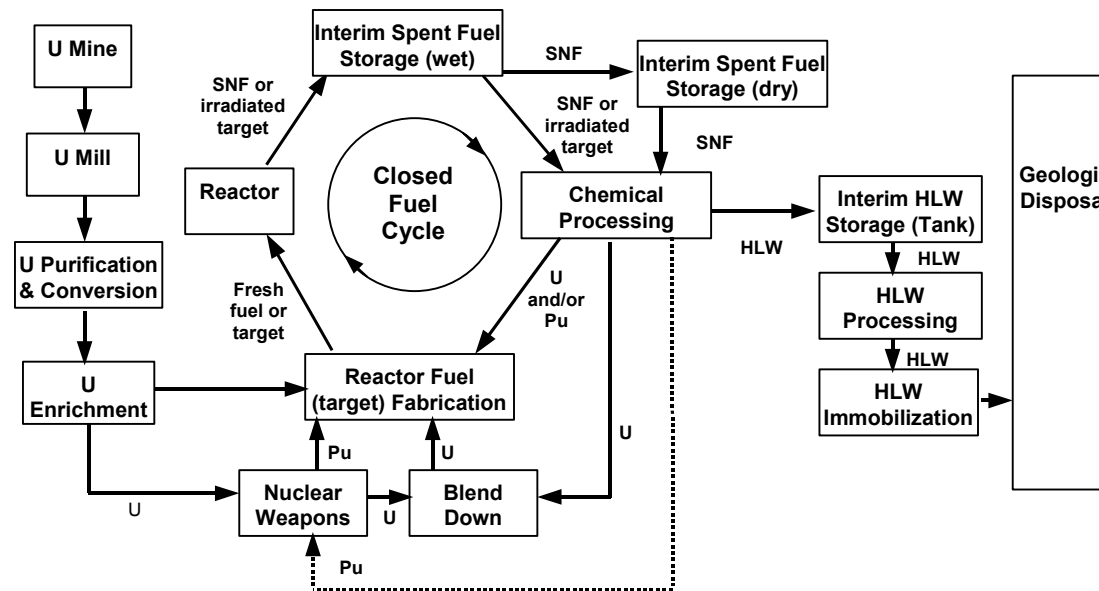 U Mine
U Mill
U Purification
& Conversion
U
Enrichment
U
Interim Spent Fuel
Storage (wet)
SNF
Interim Spent Fuel
Storage (dry)
SNF or
irradiated
target
SNF or
irradiated
target
SNF
Reactor
Closed
Fuel
Cycle
Chemical
Processing
HLW
Fresh
fuel or
target
U
and/or
Pu
Reactor Fuel
(target) Fabrication
Pu
U
U
Nuclear
Weapons
U
Blend
Down
Pu
Interim HLW
Storage (Tank)
HLW
HLW
Processing
HLW
HLW
Immobilization
Geologi
Disposa